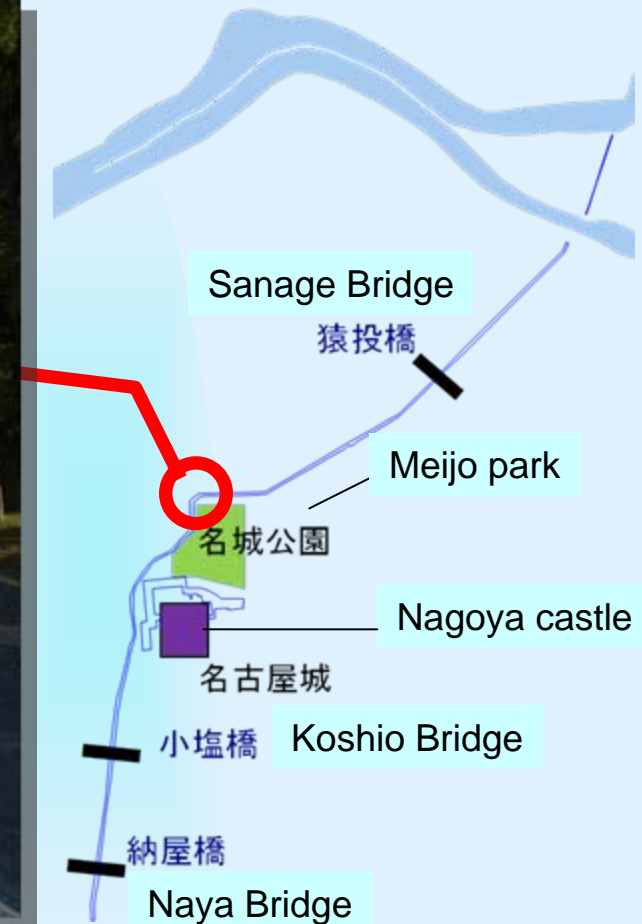 Sanage Bridge
猿投橋
Meijo park
名城公園
Nagoya castle
名古屋城
小塩橋
Koshio Bridge
納屋橋
Naya Bridge